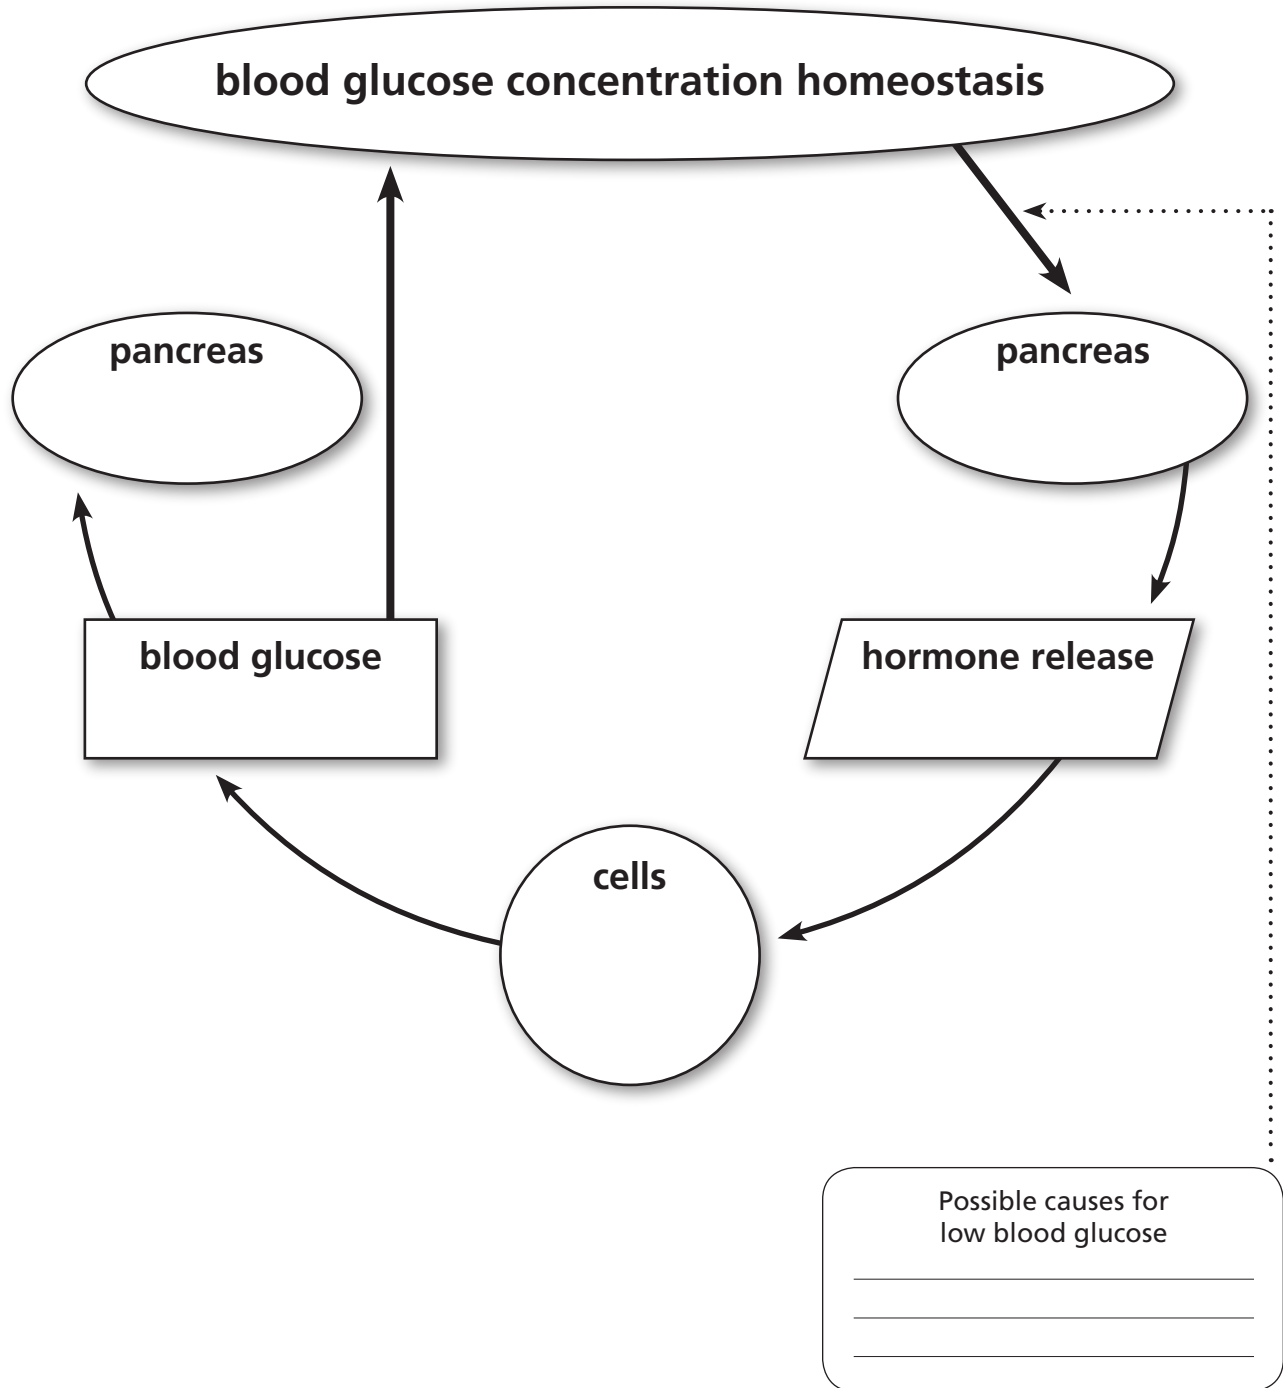 blood glucose concentration homeostasis
pancreas
pancreas
blood glucose
hormone release
cells
Possible causes for
low blood glucose